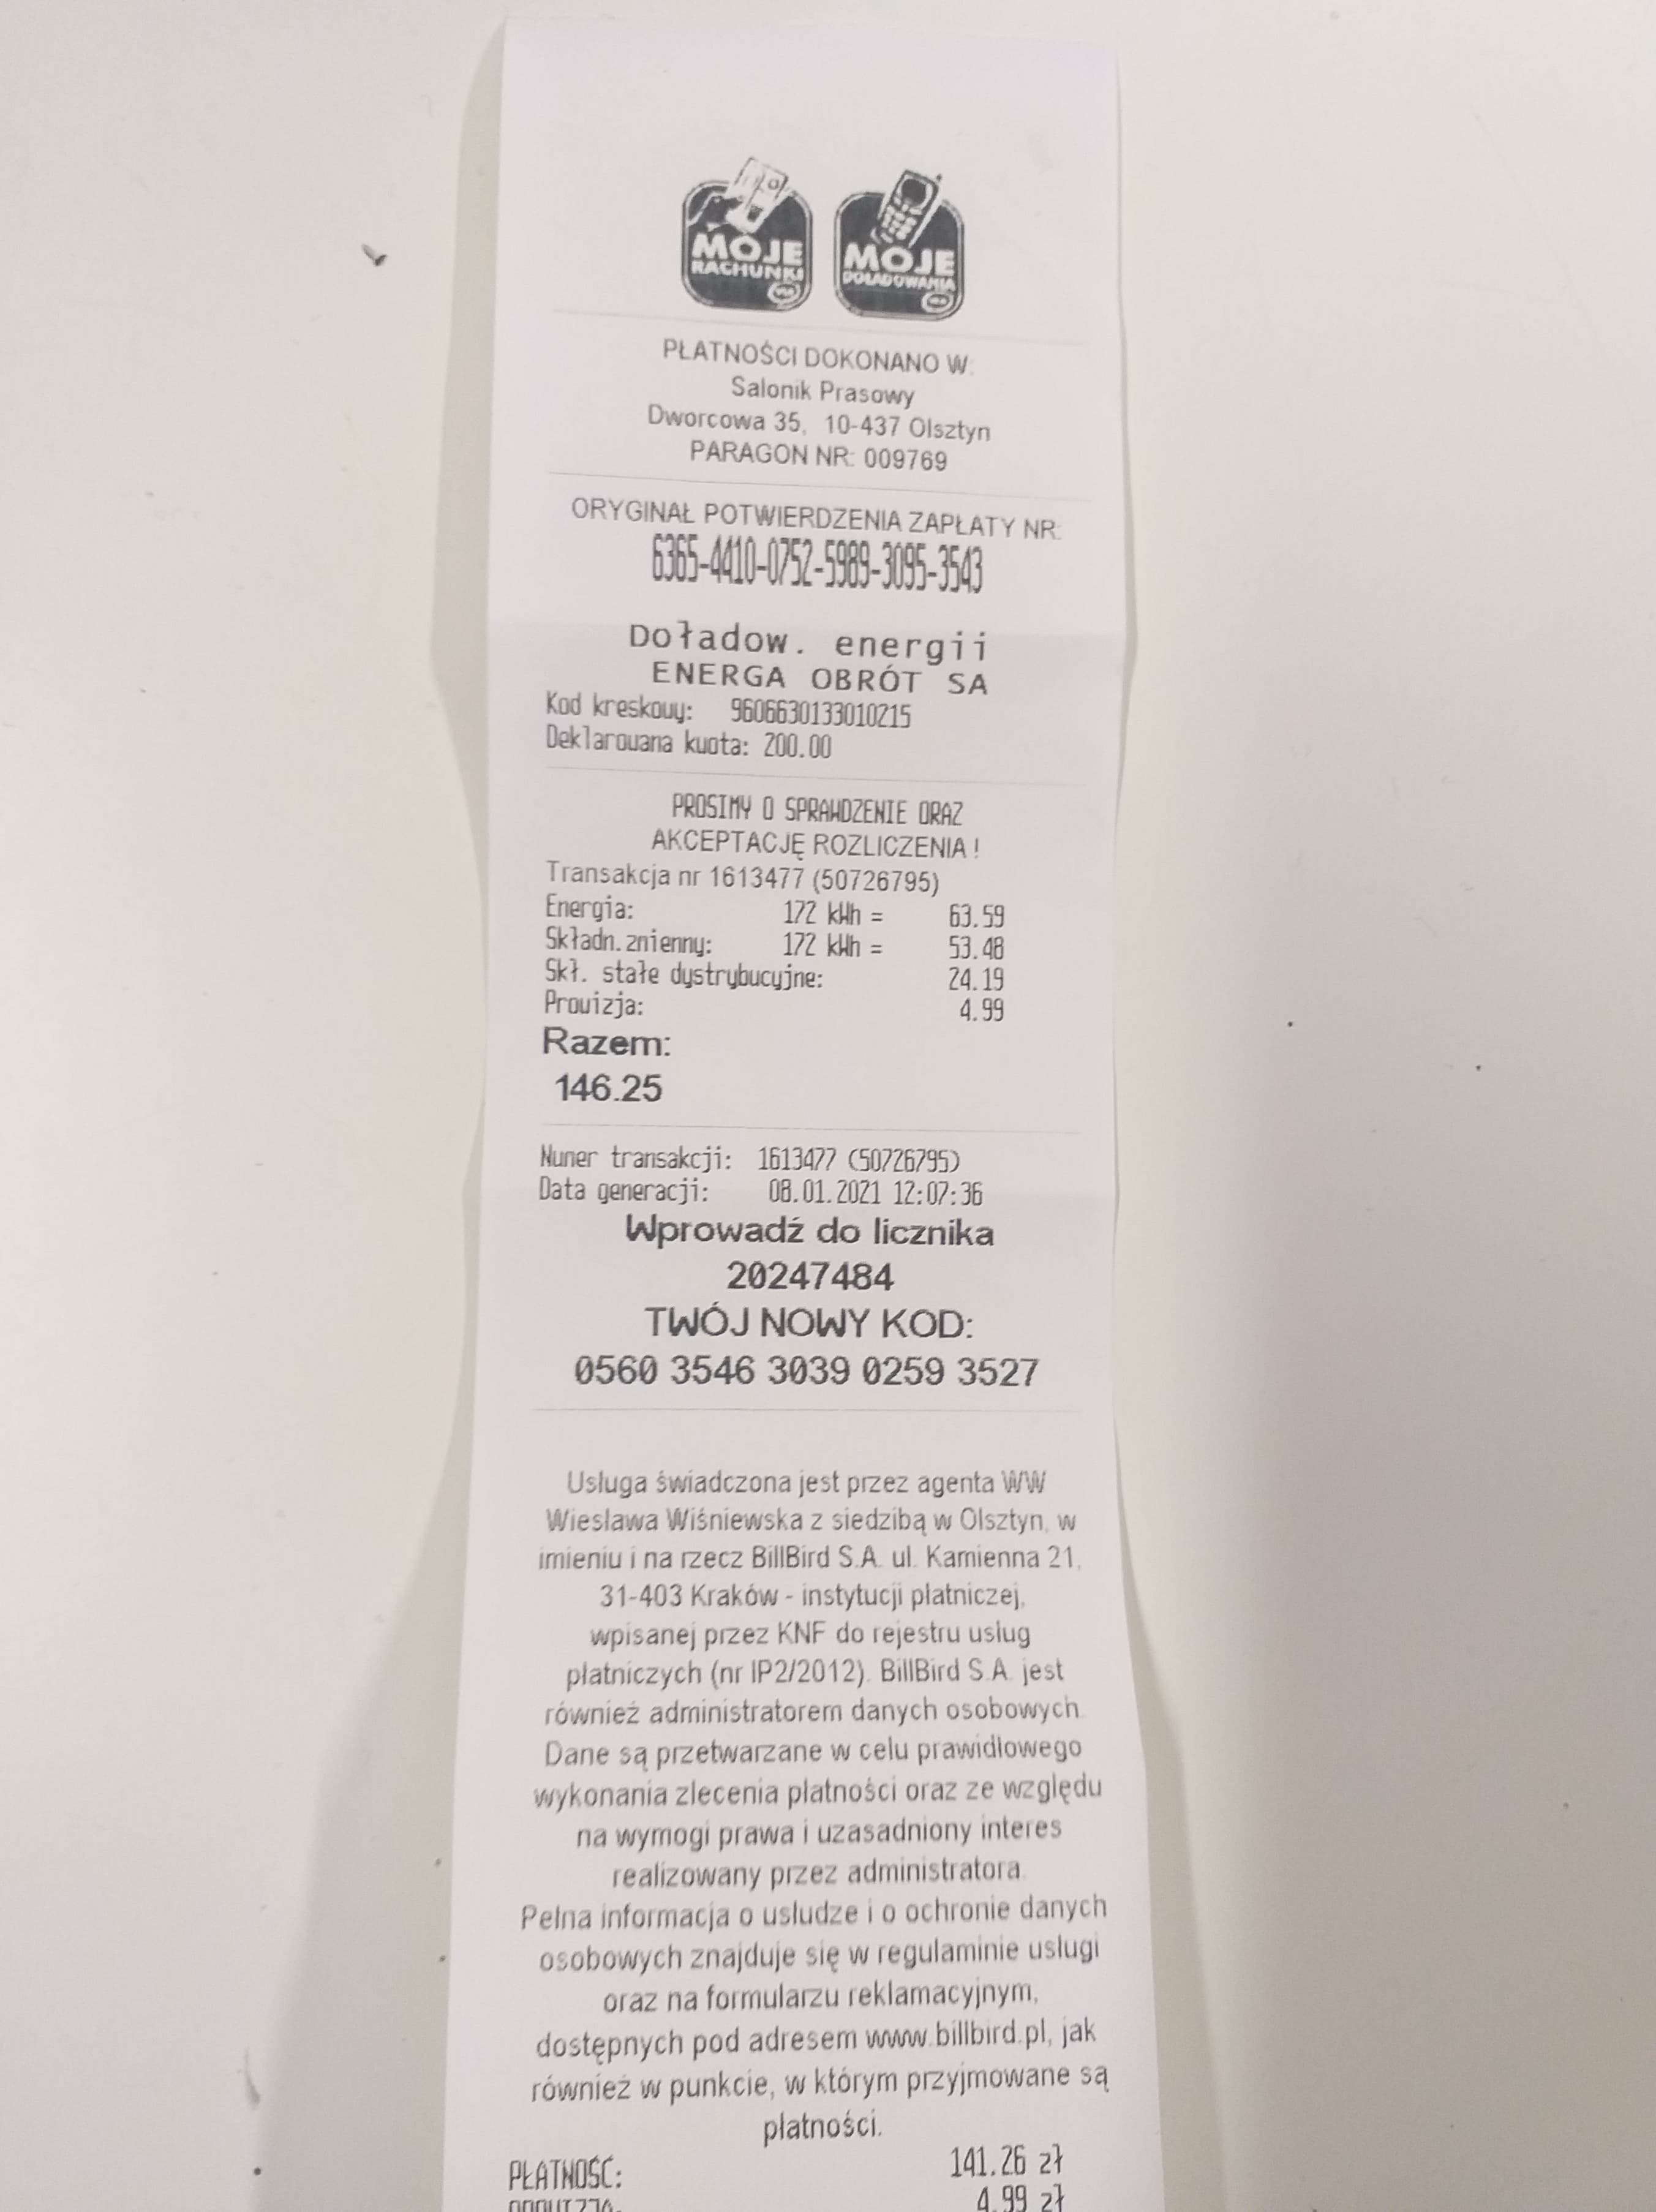 MOJE
RACHUNKI
MOJE
DOŁADOWANIA
PŁATNOŚCI DOKONANO W:
Salonik Prasowy
Dworcowa 35, 10-437 Olsztyn
PARAGON NR: 009769
ORYGINAŁ POTWIERDZENIA ZAPŁATY NR:
6365-4410-0752-5989-3095-3543
Doładow. energii
ENERGA OBRÓT SA
Kod kreskowy: 9606630133010215
Deklarowana kwota: 200.00
PROSIMY O SPRAWDZENIE ORAZ
AKCEPTACJĘ ROZLICZENIA !
Transakcja nr 1613477 (50726795)
Energia: 172 kWh = 63.59
Składn.zmienny: 172 kWh = 53.48
Skł. stałe dystrybucyjne: 24.19
Prowizja: 4.99
Razem:
146.25
Numer transakcji: 1613477 (50726795)
Data generacji: 08.01.2021 12:07:36
Wprowadź do licznika
20247484
TWÓJ NOWY KOD:
0560 3546 3039 0259 3527
Usługa świadczona jest przez agenta WW
Wiesława Wiśniewska z siedzibą w Olsztyn, w
imieniu i na rzecz BillBird S.A. ul. Kamienna 21,
31-403 Kraków - instytucji płatniczej,
wpisanej przez KNF do rejestru usług
płatniczych (nr IP2/2012). BillBird S.A. jest
również administratorem danych osobowych.
Dane są przetwarzane w celu prawidłowego
wykonania zlecenia płatności oraz ze względu
na wymogi prawa i uzasadniony interes
realizowany przez administratora.
Pełna informacja o usłudze i o ochronie danych
osobowych znajduje się w regulaminie usługi
oraz na formularzu reklamacyjnym,
dostępnych pod adresem www.billbird.pl, jak
również w punkcie, w którym przyjmowane są
płatności.
PŁATNOŚĆ: 141.26 zł
PROWIZJA: 4.99 zł